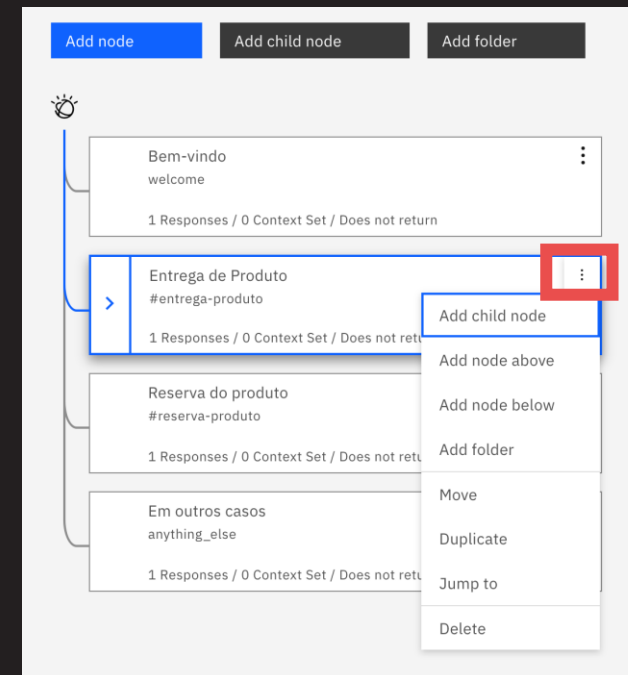 Add node
Add child node
Add folder
Bem-vindo
welcome
1 Responses / 0 Context Set / Does not return
Entrega de Produto
#entrega-produto
1 Responses / 0 Context Set / Does not retu
Add child node
Add node above
Add node below
Add folder
Move
Duplicate
Jump to
Delete
Reserva do produto
#reserva-produto
1 Responses / 0 Context Set / Does not retu
Em outros casos
anything_else
1 Responses / 0 Context Set / Does not retu